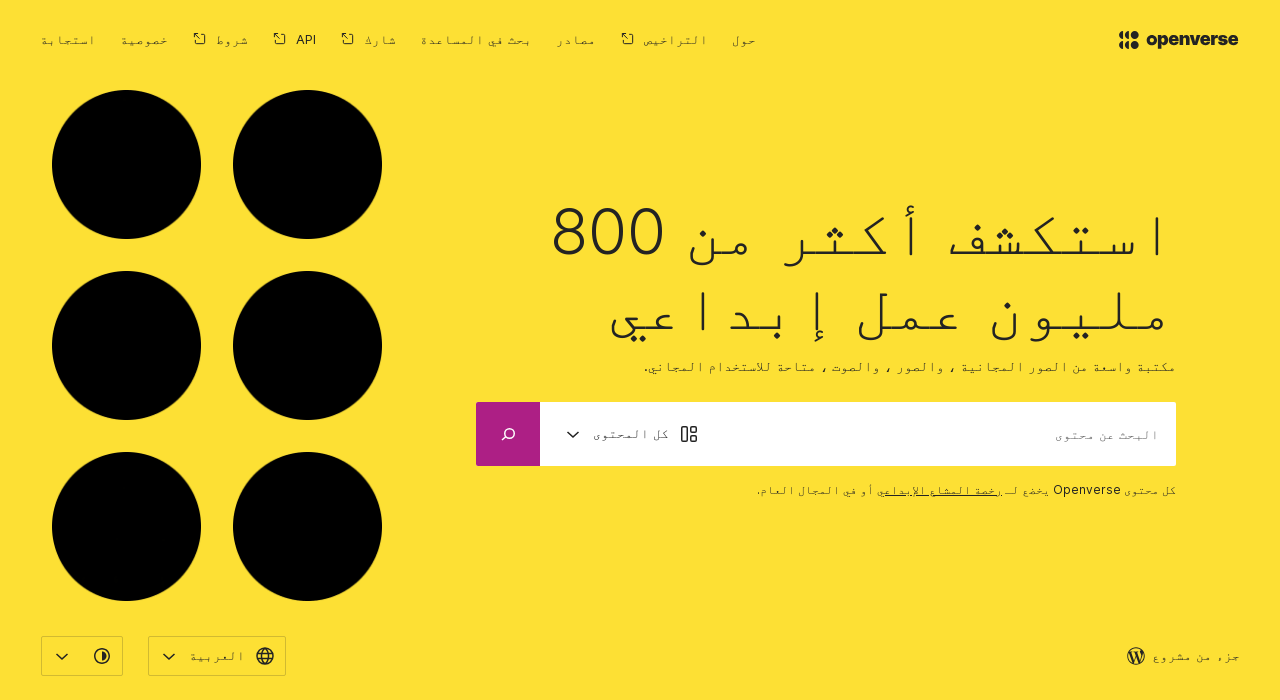 openverse
حول
التراخيص
مصادر
بحث في المساعدة
شارك
API
شروط
خصوصية
استجابة
استكشف أكثر من 800
مليون عمل إبداعي
مكتبة واسعة من الصور المجانية ، والصور ، والصوت ، متاحة للاستخدام المجاني.
البحث عن محتوى
كل المحتوى
كل محتوى Openverse يخضع لـ رخصة المشاع الإبداعي أو في المجال العام.
جزء من مشروع
العربية